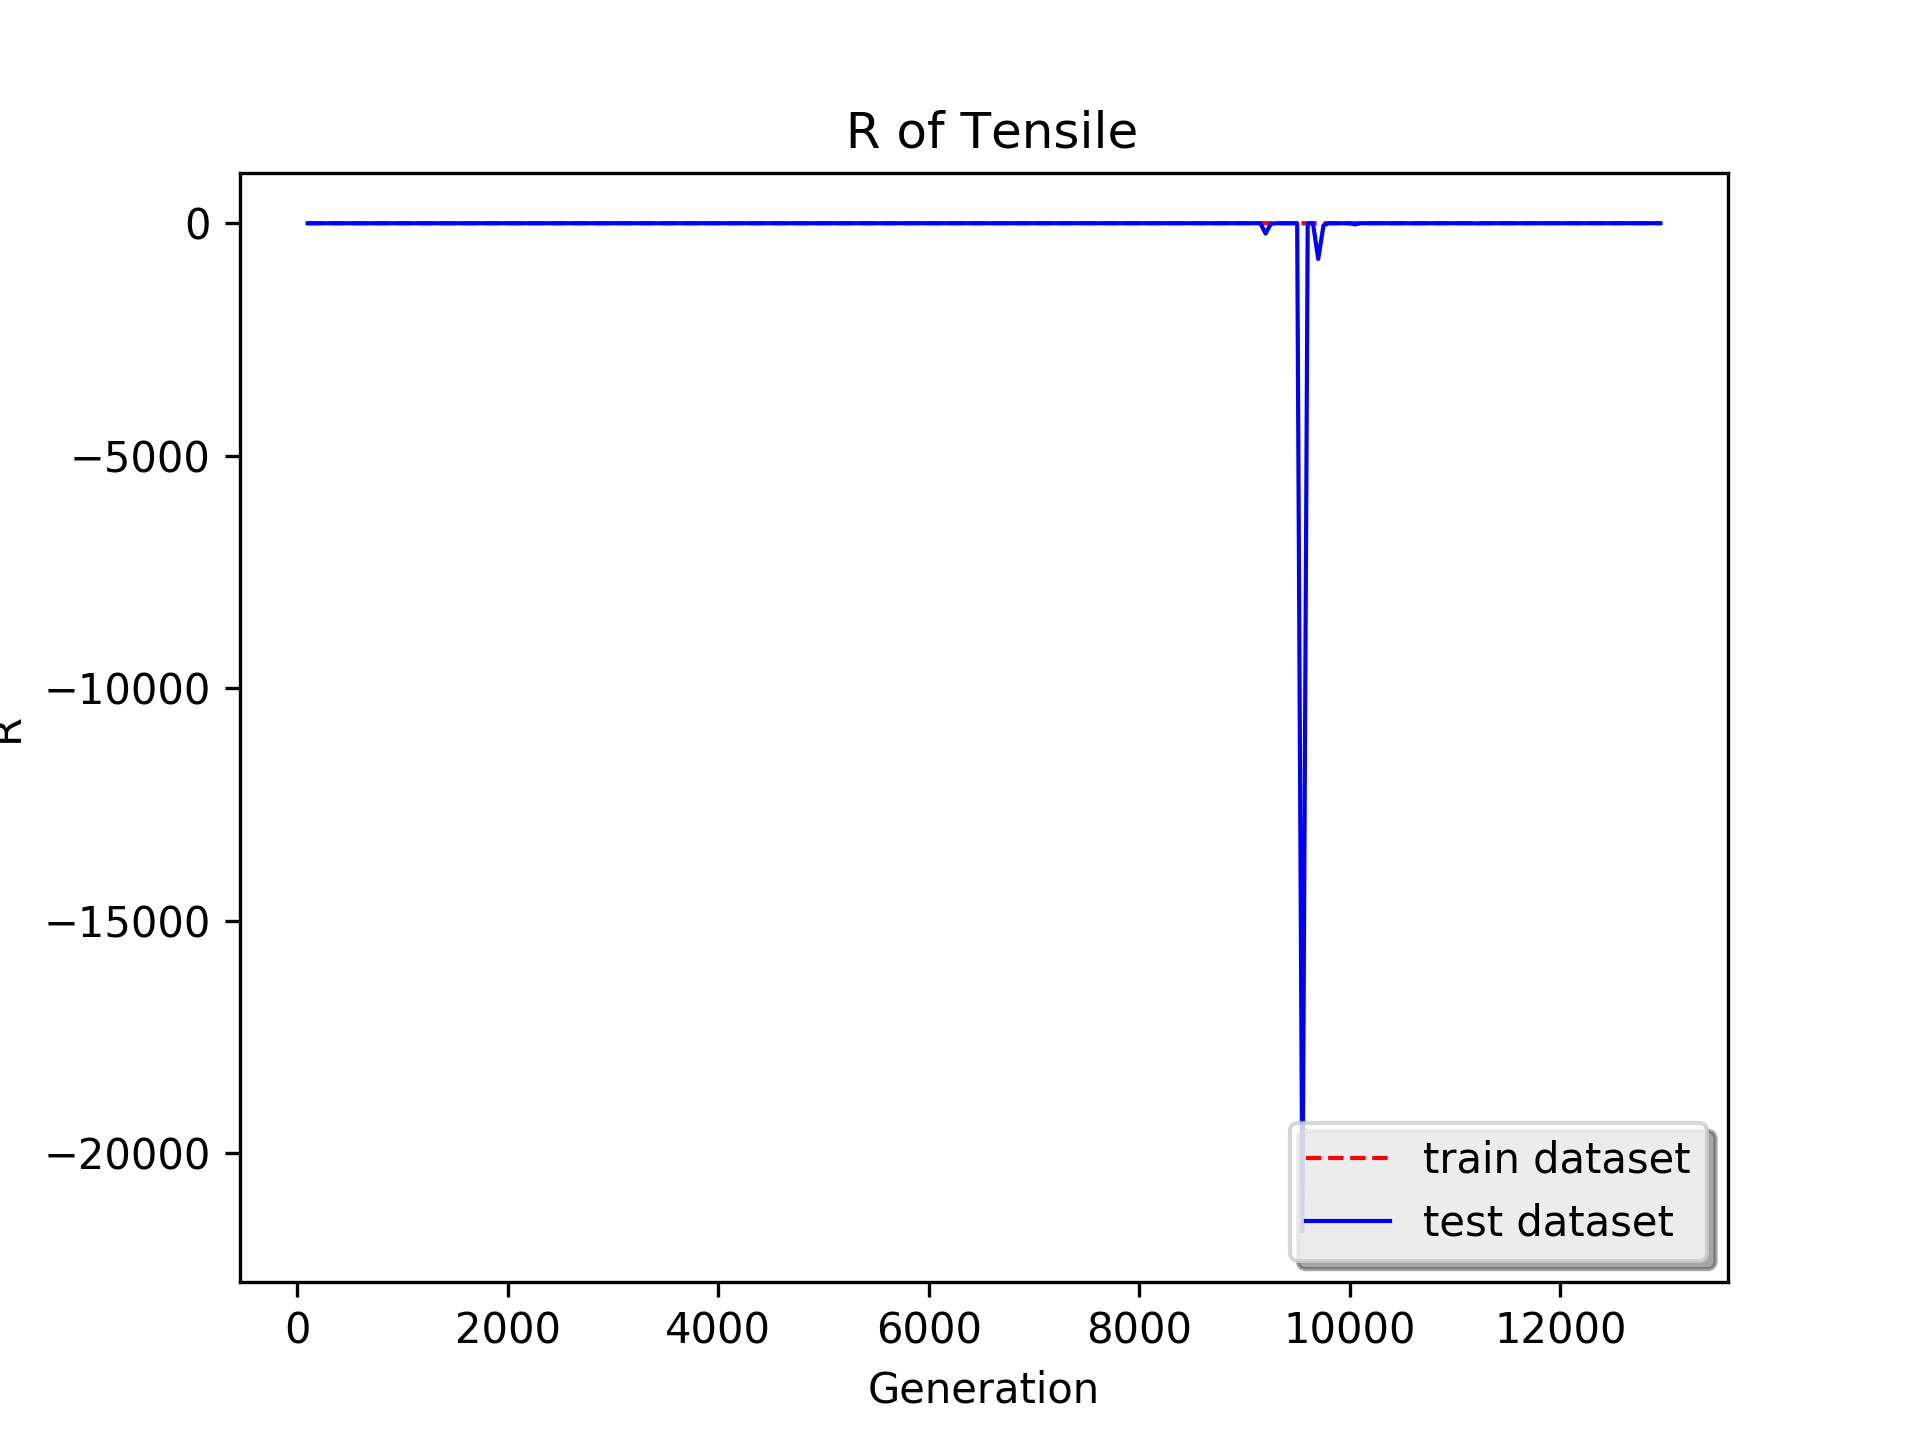 R of Tensile
0
−5000
−10000
−15000
−20000
R
train dataset
test dataset
0 2000 4000 6000 8000 10000 12000
Generation